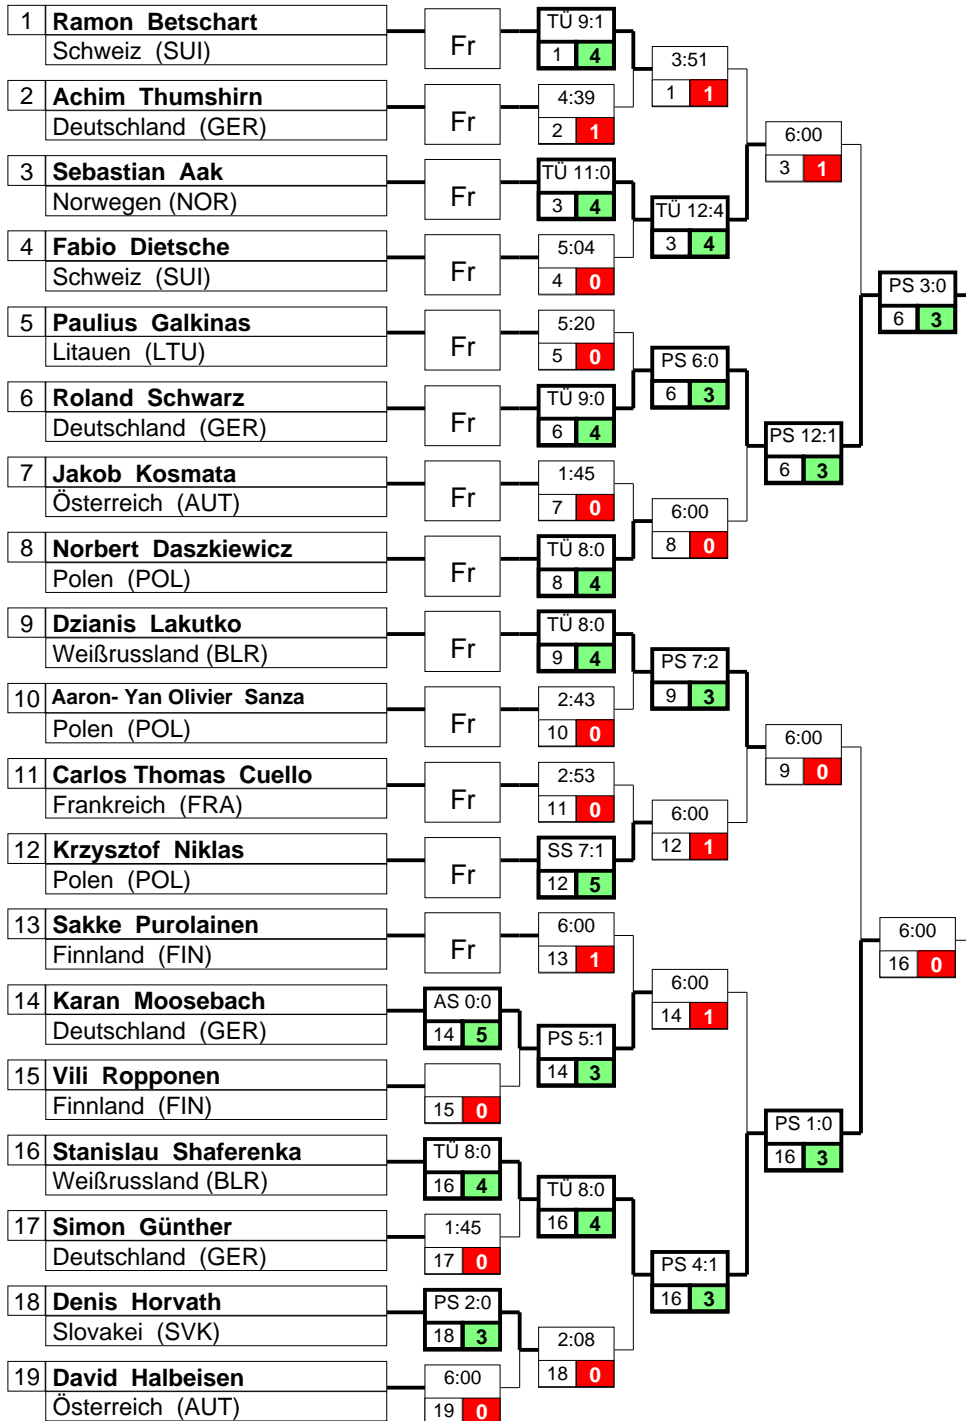 1 Ramon Betschart
Schweiz (SUI)
Fr
TÜ 9:1
1 4
3:51
1 1
2 Achim Thumshirn
Deutschland (GER)
Fr
4:39
2 1
6:00
3 1
3 Sebastian Aak
Norwegen (NOR)
Fr
TÜ 11:0
3 4
TÜ 12:4
3 4
4 Fabio Dietsche
Schweiz (SUI)
Fr
5:04
4 0
PS 3:0
6 3
5 Paulius Galkinas
Litauen (LTU)
Fr
5:20
5 0
PS 6:0
6 3
6 Roland Schwarz
Deutschland (GER)
Fr
TÜ 9:0
6 4
PS 12:1
6 3
7 Jakob Kosmata
Österreich (AUT)
Fr
1:45
7 0
6:00
8 0
8 Norbert Daszkiewicz
Polen (POL)
Fr
TÜ 8:0
8 4
9 Dzianis Lakutko
Weißrussland (BLR)
Fr
TÜ 8:0
9 4
PS 7:2
9 3
10 Aaron- Yan Olivier Sanza
Polen (POL)
Fr
2:43
10 0
6:00
9 0
11 Carlos Thomas Cuello
Frankreich (FRA)
Fr
2:53
11 0
6:00
12 1
12 Krzysztof Niklas
Polen (POL)
Fr
SS 7:1
12 5
13 Sakke Purolainen
Finnland (FIN)
Fr
6:00
13 1
6:00
16 0
6:00
14 1
14 Karan Moosebach
Deutschland (GER)
AS 0:0
14 5
PS 5:1
14 3
15 Vili Ropponen
Finnland (FIN)
15 0
PS 1:0
16 3
16 Stanislau Shaferenka
Weißrussland (BLR)
TÜ 8:0
16 4
TÜ 8:0
16 4
17 Simon Günther
Deutschland (GER)
1:45
17 0
PS 4:1
16 3
18 Denis Horvath
Slovakei (SVK)
PS 2:0
18 3
2:08
18 0
19 David Halbeisen
Österreich (AUT)
6:00
19 0